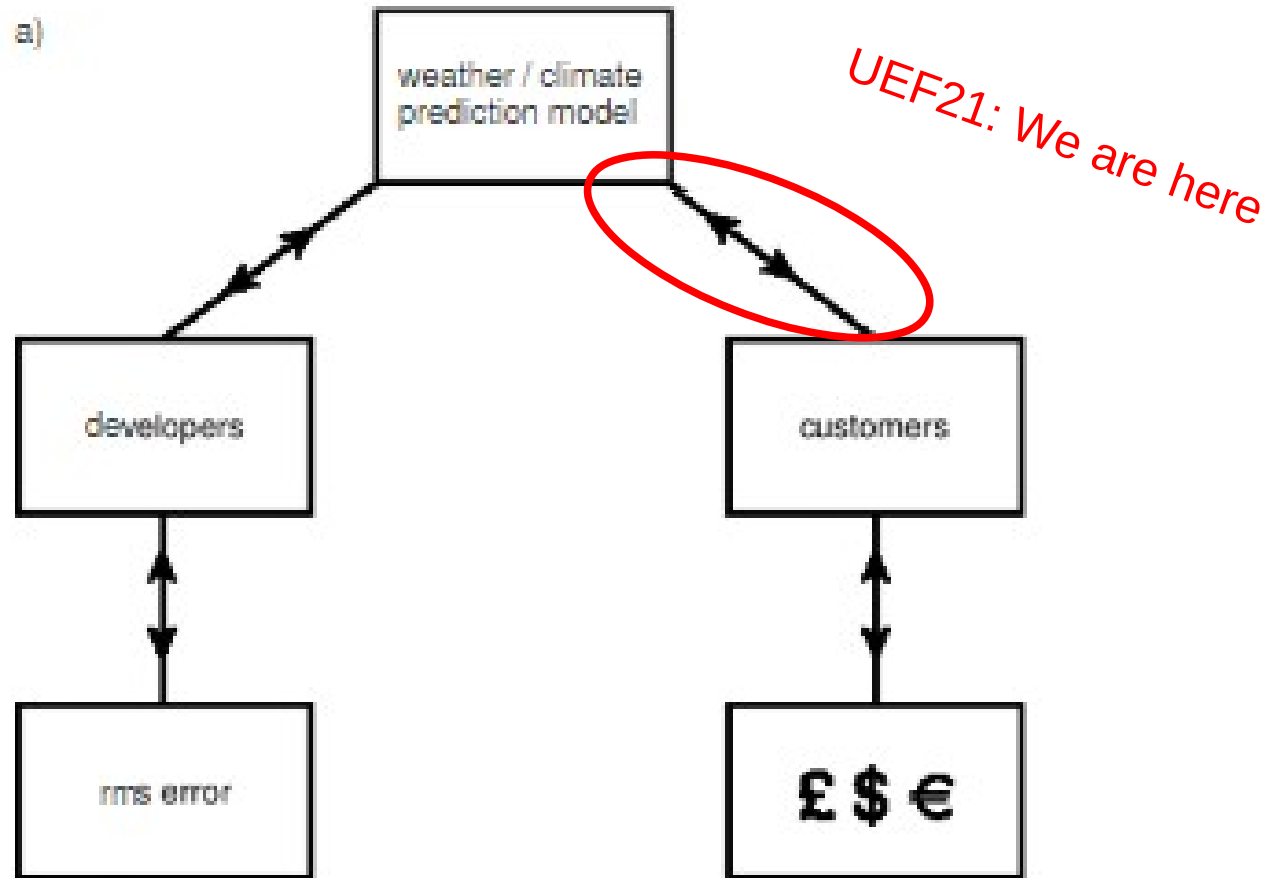 a)
weather / climate
prediction model
UEF21: We are here
developers
customers
rms error
£ $ €